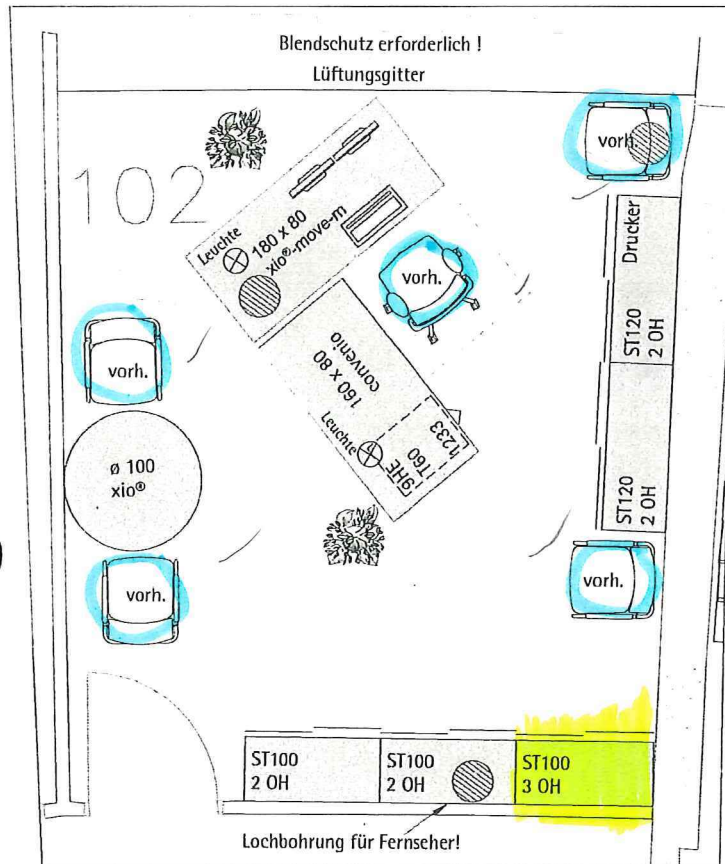 Blendschutz erforderlich !
Lüftungsgitter
102
vorh.
Leuchte
180 x 80
xio®-move-m
Drucker
ST120
2 OH
vorh.
vorh.
160 x 80
convenio
Leuchte
9HE
T60
1233
ø 100
xio®
ST120
2 OH
vorh.
vorh.
ST100
2 OH
ST100
2 OH
ST100
3 OH
Lochbohrung für Fernseher!